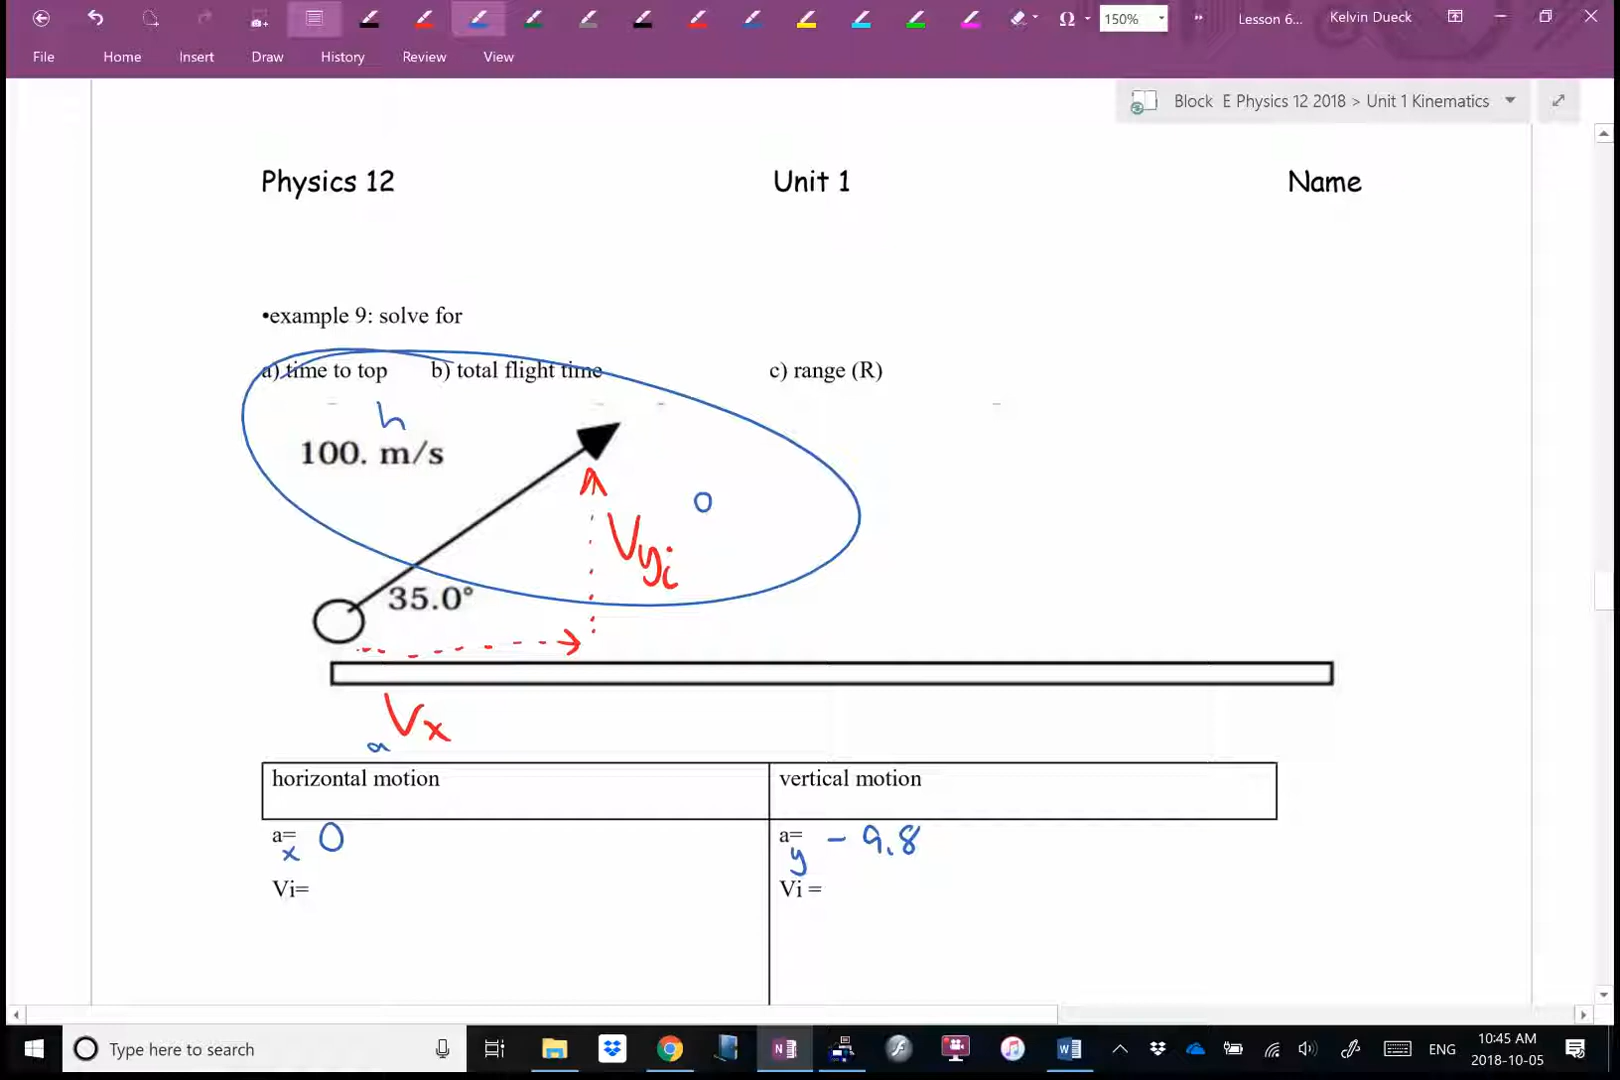 150%
Lesson 6...
Kelvin Dueck
File
Home
Insert
Draw
History
Review
View
Block E Physics 12 2018 > Unit 1 Kinematics
Physics 12 Unit 1 Name
•example 9: solve for
a) time to top b) total flight time c) range (R)
h
100. m/s
o
Vyi
35.0°
Vx
a
horizontal motion vertical motion
a= 0 a= - 9.8
x y
Vi= Vi =
Type here to search
ENG
10:45 AM
2018-10-05